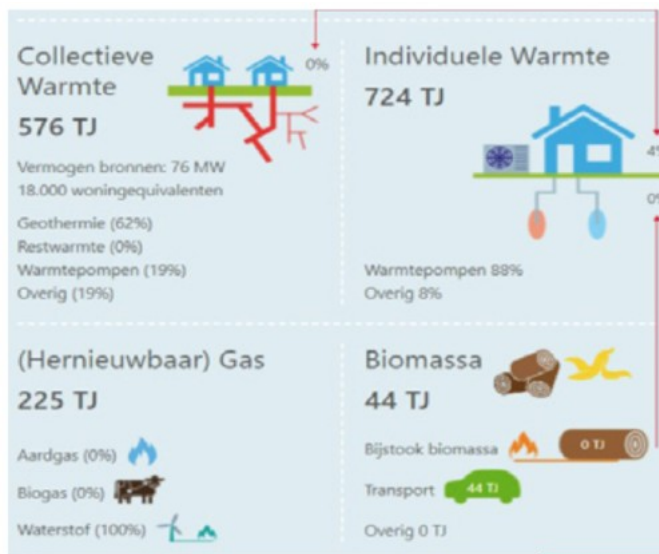 Collectieve
Warmte
0%
576 TJ
Vermogen bronnen: 76 MW
18.000 woningequivalenten
Geothermie (62%)
Restwarmte (0%)
Warmtepompen (19%)
Overig (19%)
Individuele Warmte
724 TJ
4%
0%
Warmtepompen 88%
Overig 8%
(Hernieuwbaar) Gas
225 TJ
Aardgas (0%)
Biogas (0%)
Waterstof (100%)
Biomassa
44 TJ
Bijstook biomassa 0 TJ
Transport 44 TJ
Overig 0 TJ